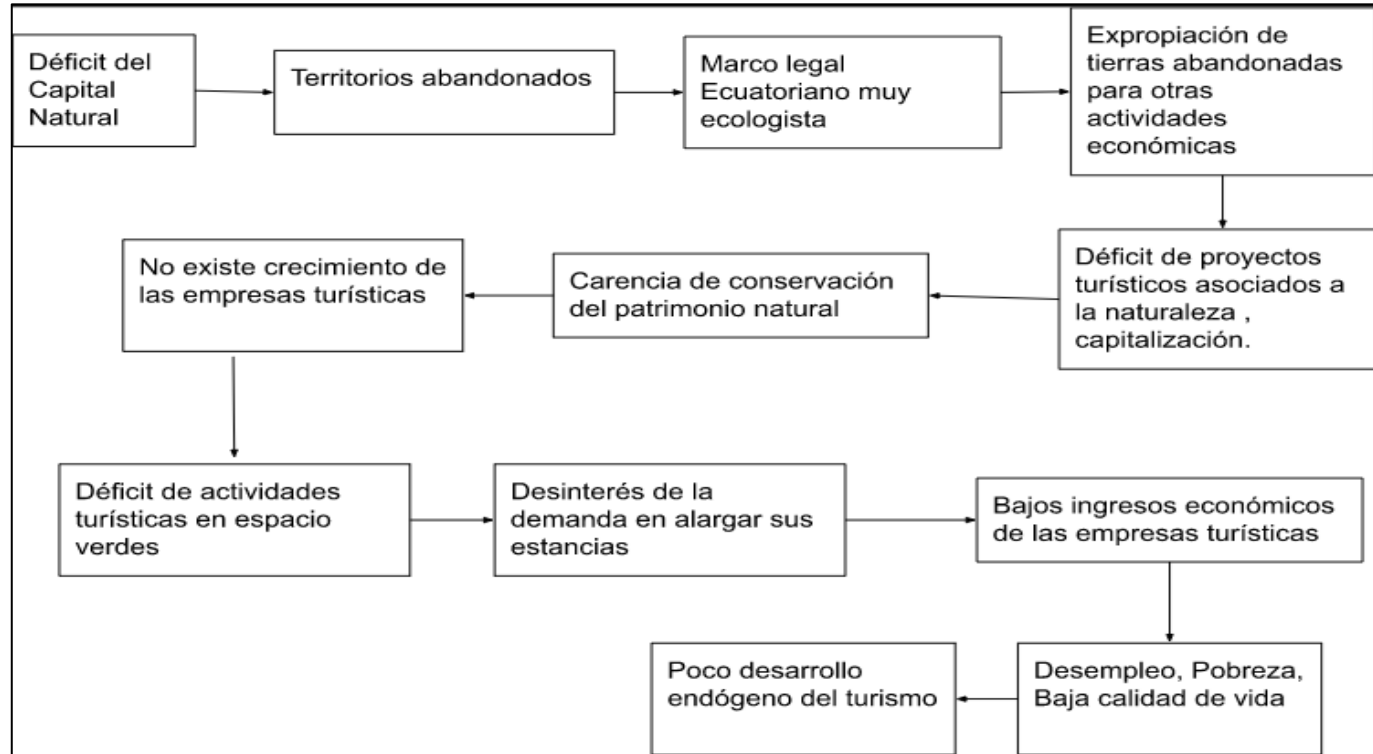 Déficit del
Capital
Natural
Territorios abandonados
Marco legal
Ecuatoriano muy
ecologista
Expropiación de
tierras abandonadas
para otras
actividades
económicas
Déficit de proyectos
turísticos asociados a
la naturaleza ,
capitalización.
Carencia de conservación
del patrimonio natural
No existe crecimiento de
las empresas turísticas
Déficit de actividades
turísticas en espacio
verdes
Desinterés de la
demanda en alargar sus
estancias
Bajos ingresos económicos
de las empresas turísticas
Desempleo, Pobreza,
Baja calidad de vida
Poco desarrollo
endógeno del turismo